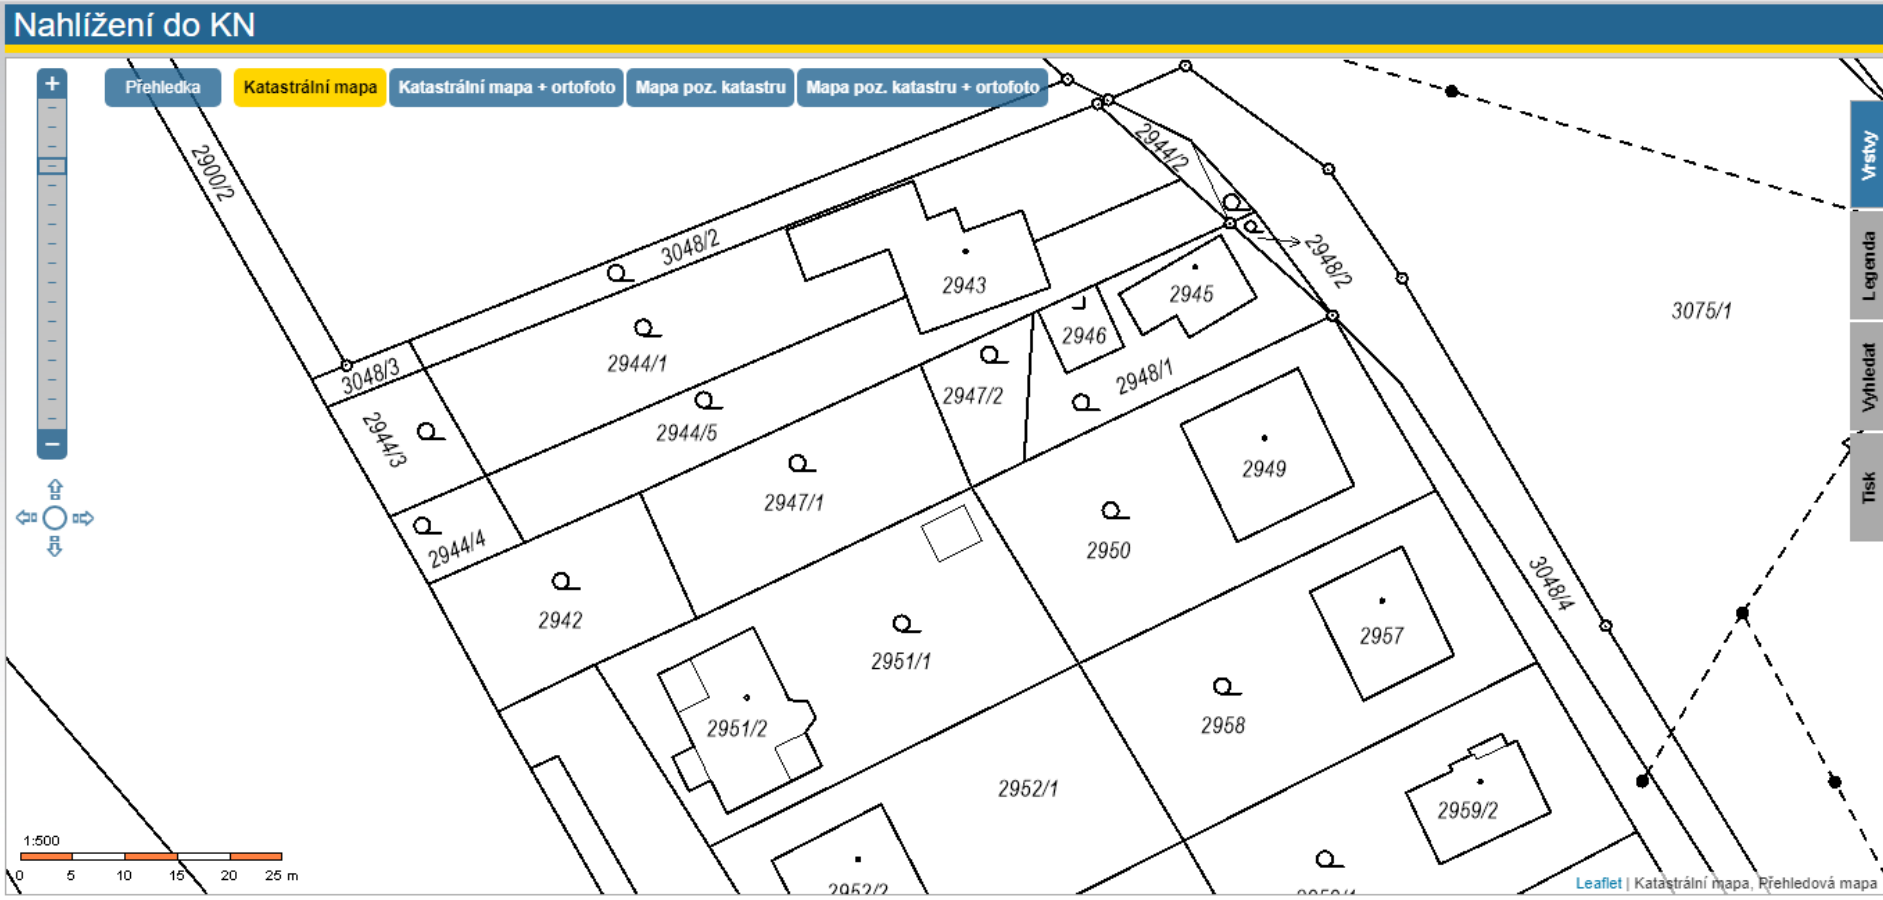 Nahlížení do KN
Přehledka
Katastrální mapa
Katastrální mapa + ortofoto
Mapa poz. katastru
Mapa poz. katastru + ortofoto
Vrstvy
Legenda
Vyhledat
Tisk
2900/2
2944/2
3048/2
2948/2
2943
2945
3075/1
2946
2944/1
3048/3
2948/1
2947/2
2944/3
2944/5
2949
2947/1
2944/4
2950
3048/4
2942
2957
2951/1
2951/2
2958
2952/1
2959/2
1:500
0 5 10 15 20 25 m
2952/2
Leaflet | Katastrální mapa, Přehledová mapa